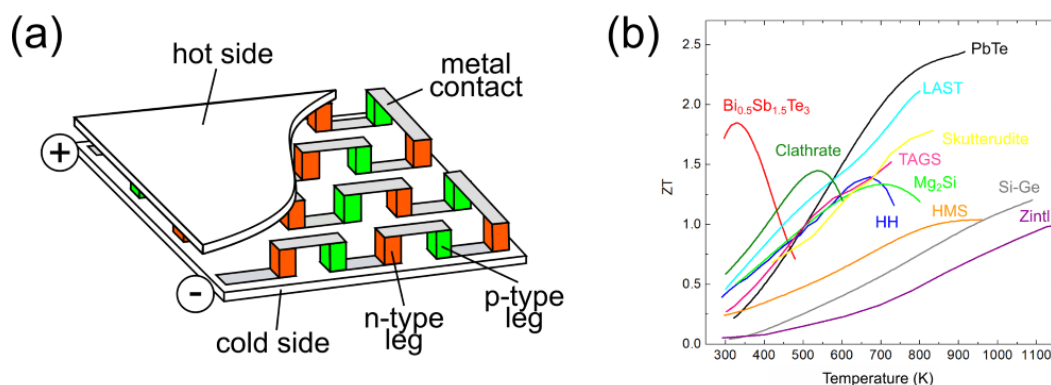 (a)
hot side
metal
contact
+
-
cold side
n-type
leg
p-type
leg
(b)
ZT
2.5
2.0
1.5
1.0
0.5
0.0
PbTe
LAST
Bi₀.₅Sb₁.₅Te₃
Skutterudite
Clathrate
TAGS
Mg₂Si
Si-Ge
HH
HMS
Zintl
300 400 500 600 700 800 900 1000 1100
Temperature (K)